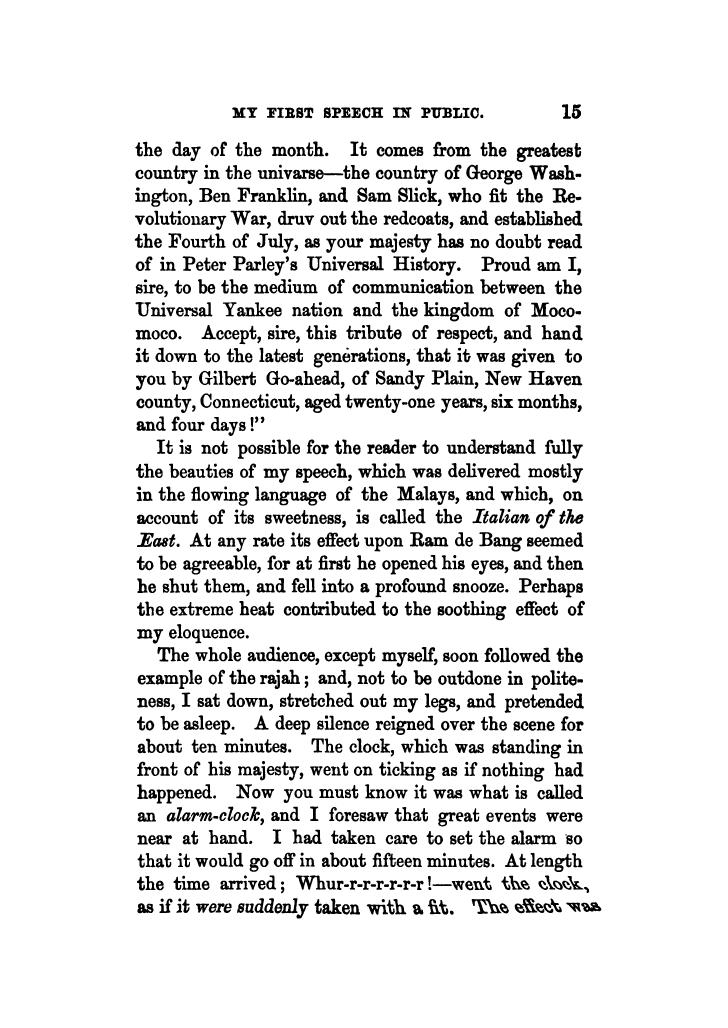 MY FIRST SPEECH IN PUBLIC. 15
the day of the month. It comes from the greatest
country in the univarse—the country of George Wash-
ington, Ben Franklin, and Sam Slick, who fit the Re-
volutionary War, druv out the redcoats, and established
the Fourth of July, as your majesty has no doubt read
of in Peter Parley's Universal History. Proud am I,
sire, to be the medium of communication between the
Universal Yankee nation and the kingdom of Moco-
moco. Accept, sire, this tribute of respect, and hand
it down to the latest generations, that it was given to
you by Gilbert Go-ahead, of Sandy Plain, New Haven
county, Connecticut, aged twenty-one years, six months,
and four days!"
It is not possible for the reader to understand fully
the beauties of my speech, which was delivered mostly
in the flowing language of the Malays, and which, on
account of its sweetness, is called the Italian of the
East. At any rate its effect upon Ram de Bang seemed
to be agreeable, for at first he opened his eyes, and then
he shut them, and fell into a profound snooze. Perhaps
the extreme heat contributed to the soothing effect of
my eloquence.
The whole audience, except myself, soon followed the
example of the rajah; and, not to be outdone in polite-
ness, I sat down, stretched out my legs, and pretended
to be asleep. A deep silence reigned over the scene for
about ten minutes. The clock, which was standing in
front of his majesty, went on ticking as if nothing had
happened. Now you must know it was what is called
an alarm-clock, and I foresaw that great events were
near at hand. I had taken care to set the alarm so
that it would go off in about fifteen minutes. At length
the time arrived; Whur-r-r-r-r-r-r!—went the clock,
as if it were suddenly taken with a fit. The effect was